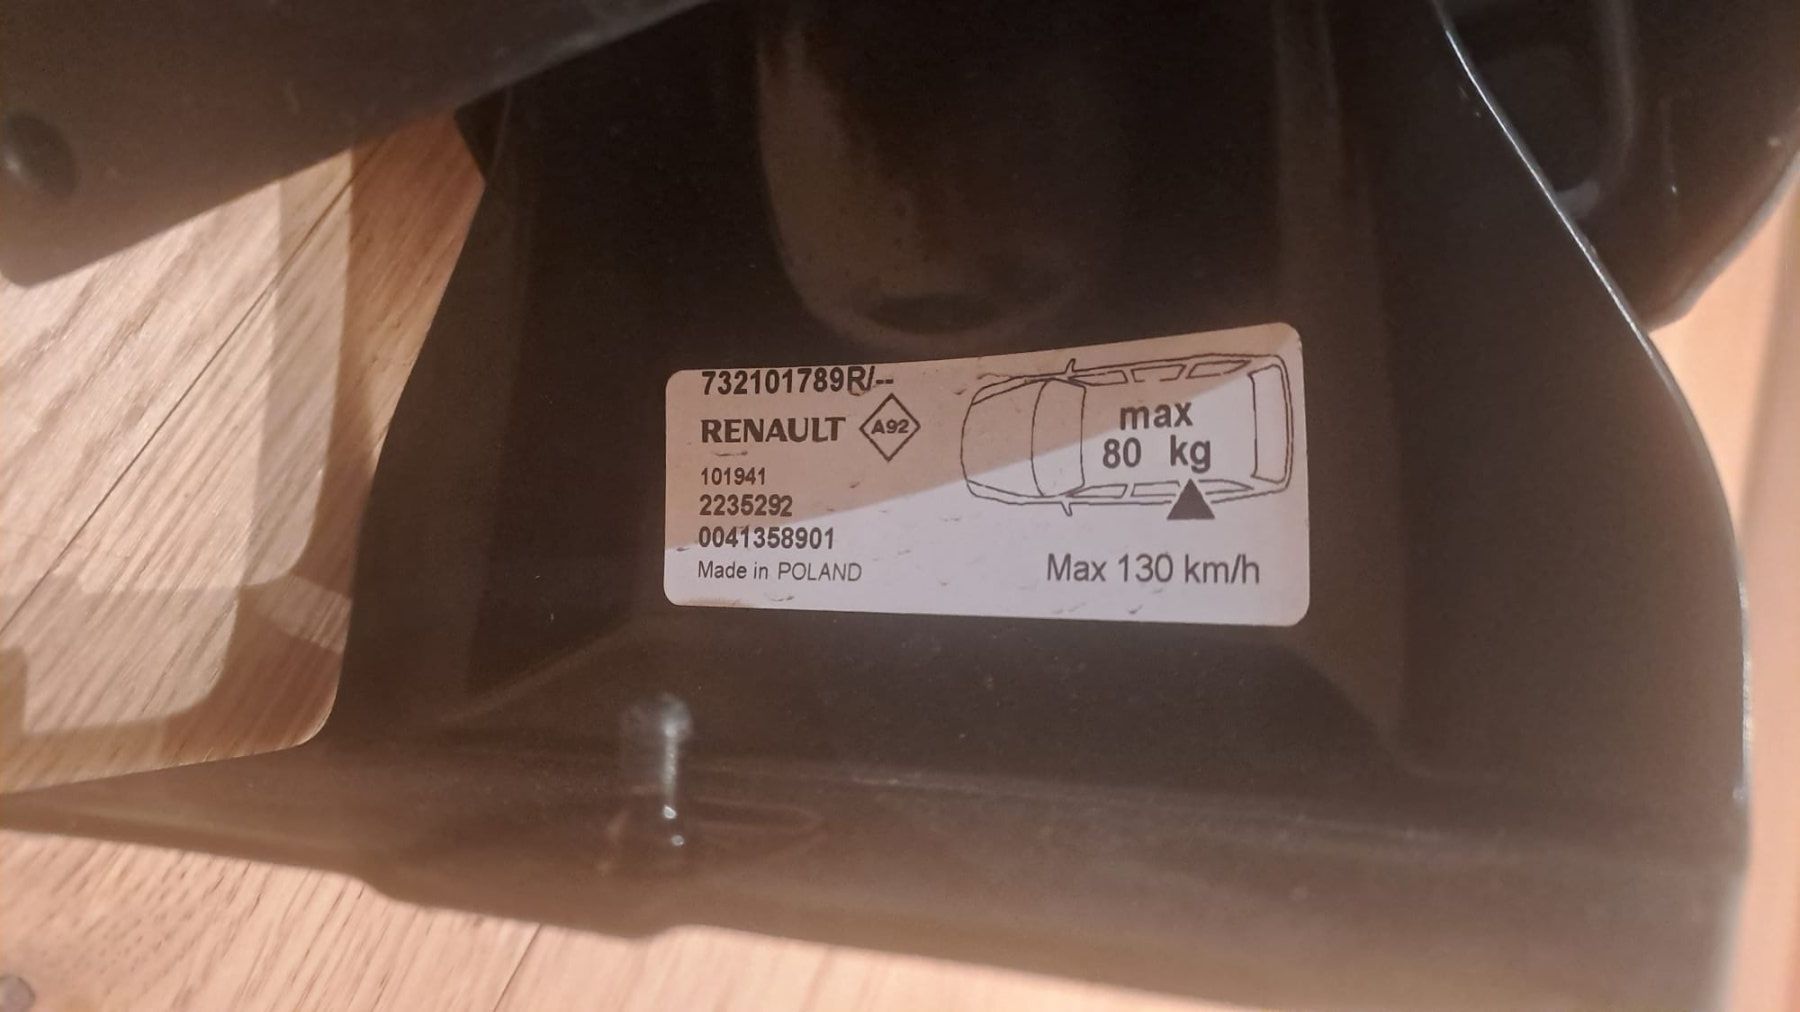 732101789R/--
RENAULT A92
101941
2235292
0041358901
Made in POLAND
max
80 kg
Max 130 km/h